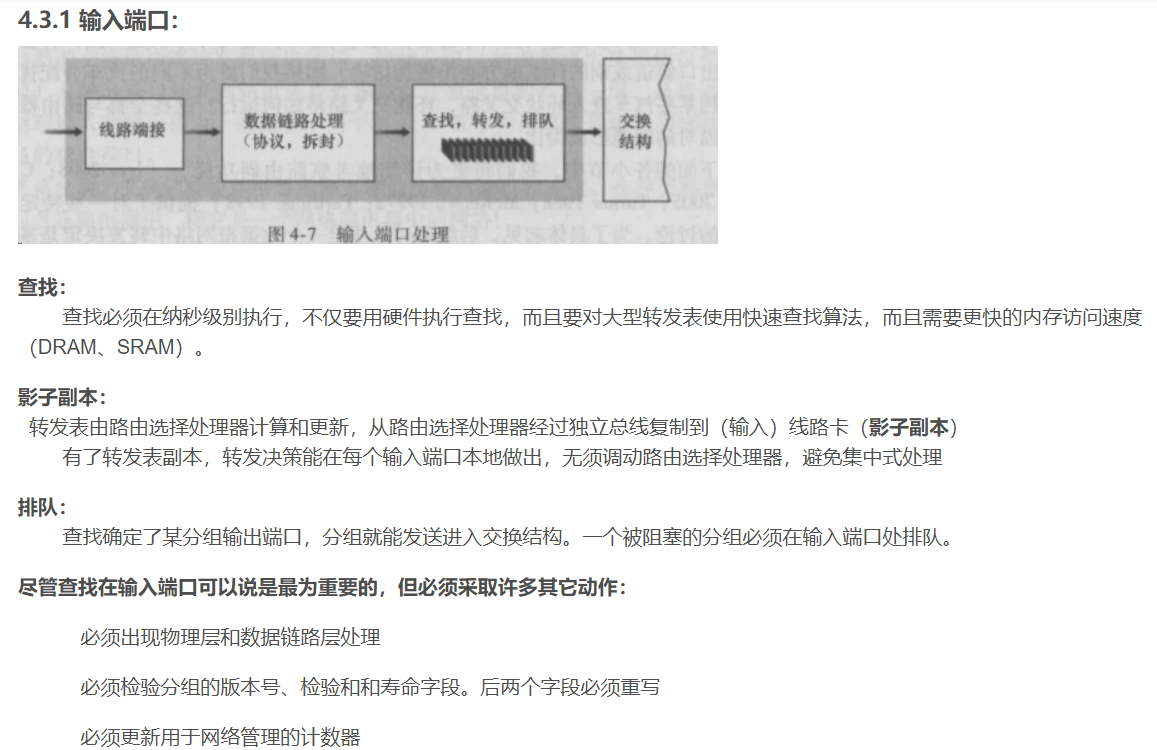 4.3.1 输入端口：
线路端接
数据链路处理
（协议，拆封）
查找，转发，排队
交换
结构
图 4-7 输入端口处理
查找：
查找必须在纳秒级别执行，不仅要用硬件执行查找，而且要对大型转发表使用快速查找算法，而且需要更快的内存访问速度
（DRAM、SRAM）。
影子副本：
转发表由路由选择处理器计算和更新，从路由选择处理器经过独立总线复制到（输入）线路卡（影子副本）
有了转发表副本，转发决策能在每个输入端口本地做出，无须调动路由选择处理器，避免集中式处理
排队：
查找确定了某分组输出端口，分组就能发送进入交换结构。一个被阻塞的分组必须在输入端口处排队。
尽管查找在输入端口可以说是最为重要的，但必须采取许多其它动作：
必须出现物理层和数据链路层处理
必须检验分组的版本号、检验和和寿命字段。后两个字段必须重写
必须更新用于网络管理的计数器